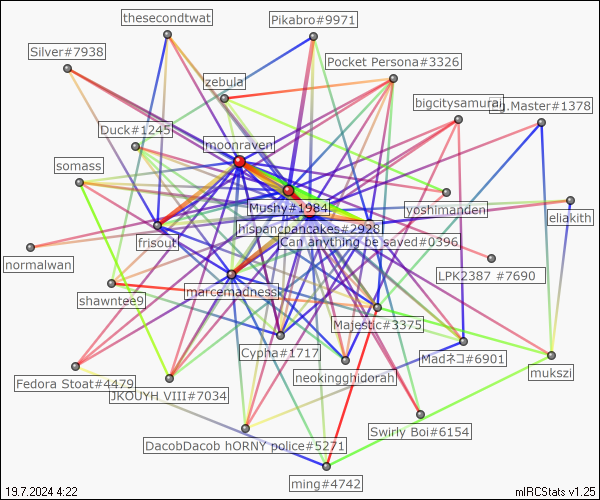 thesecondtwat
Pikabro#9971
Silver#7938
Pocket Persona#3326
zebula
bigcitysamurai
g.Master#1378
Duck#1245
moonraven
somass
Mushy#1984
yoshimanden
eliakith
hispancpancakes#2928
frisout
Can anything be saved#0396
normalwan
LPK2387 #7690
marcemadness
shawntee9
Majestic#3375
Cypha#1717
Madネコ#6901
mukszi
neokingghidorah
Fedora Stoat#4479
JKOUYH VIII#7034
Swirly Boi#6154
DacobDacob hORNY police#5271
ming#4742
19.7.2024 4:22
mIRCStats v1.25